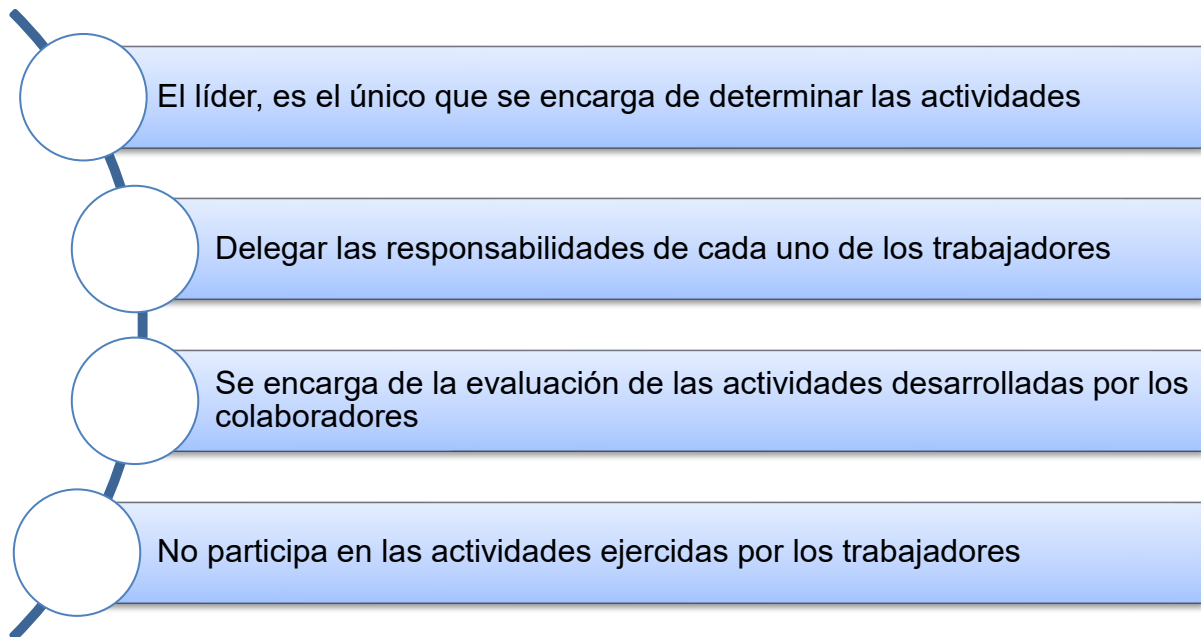 El líder, es el único que se encarga de determinar las actividades
Delegar las responsabilidades de cada uno de los trabajadores
Se encarga de la evaluación de las actividades desarrolladas por los
colaboradores
No participa en las actividades ejercidas por los trabajadores